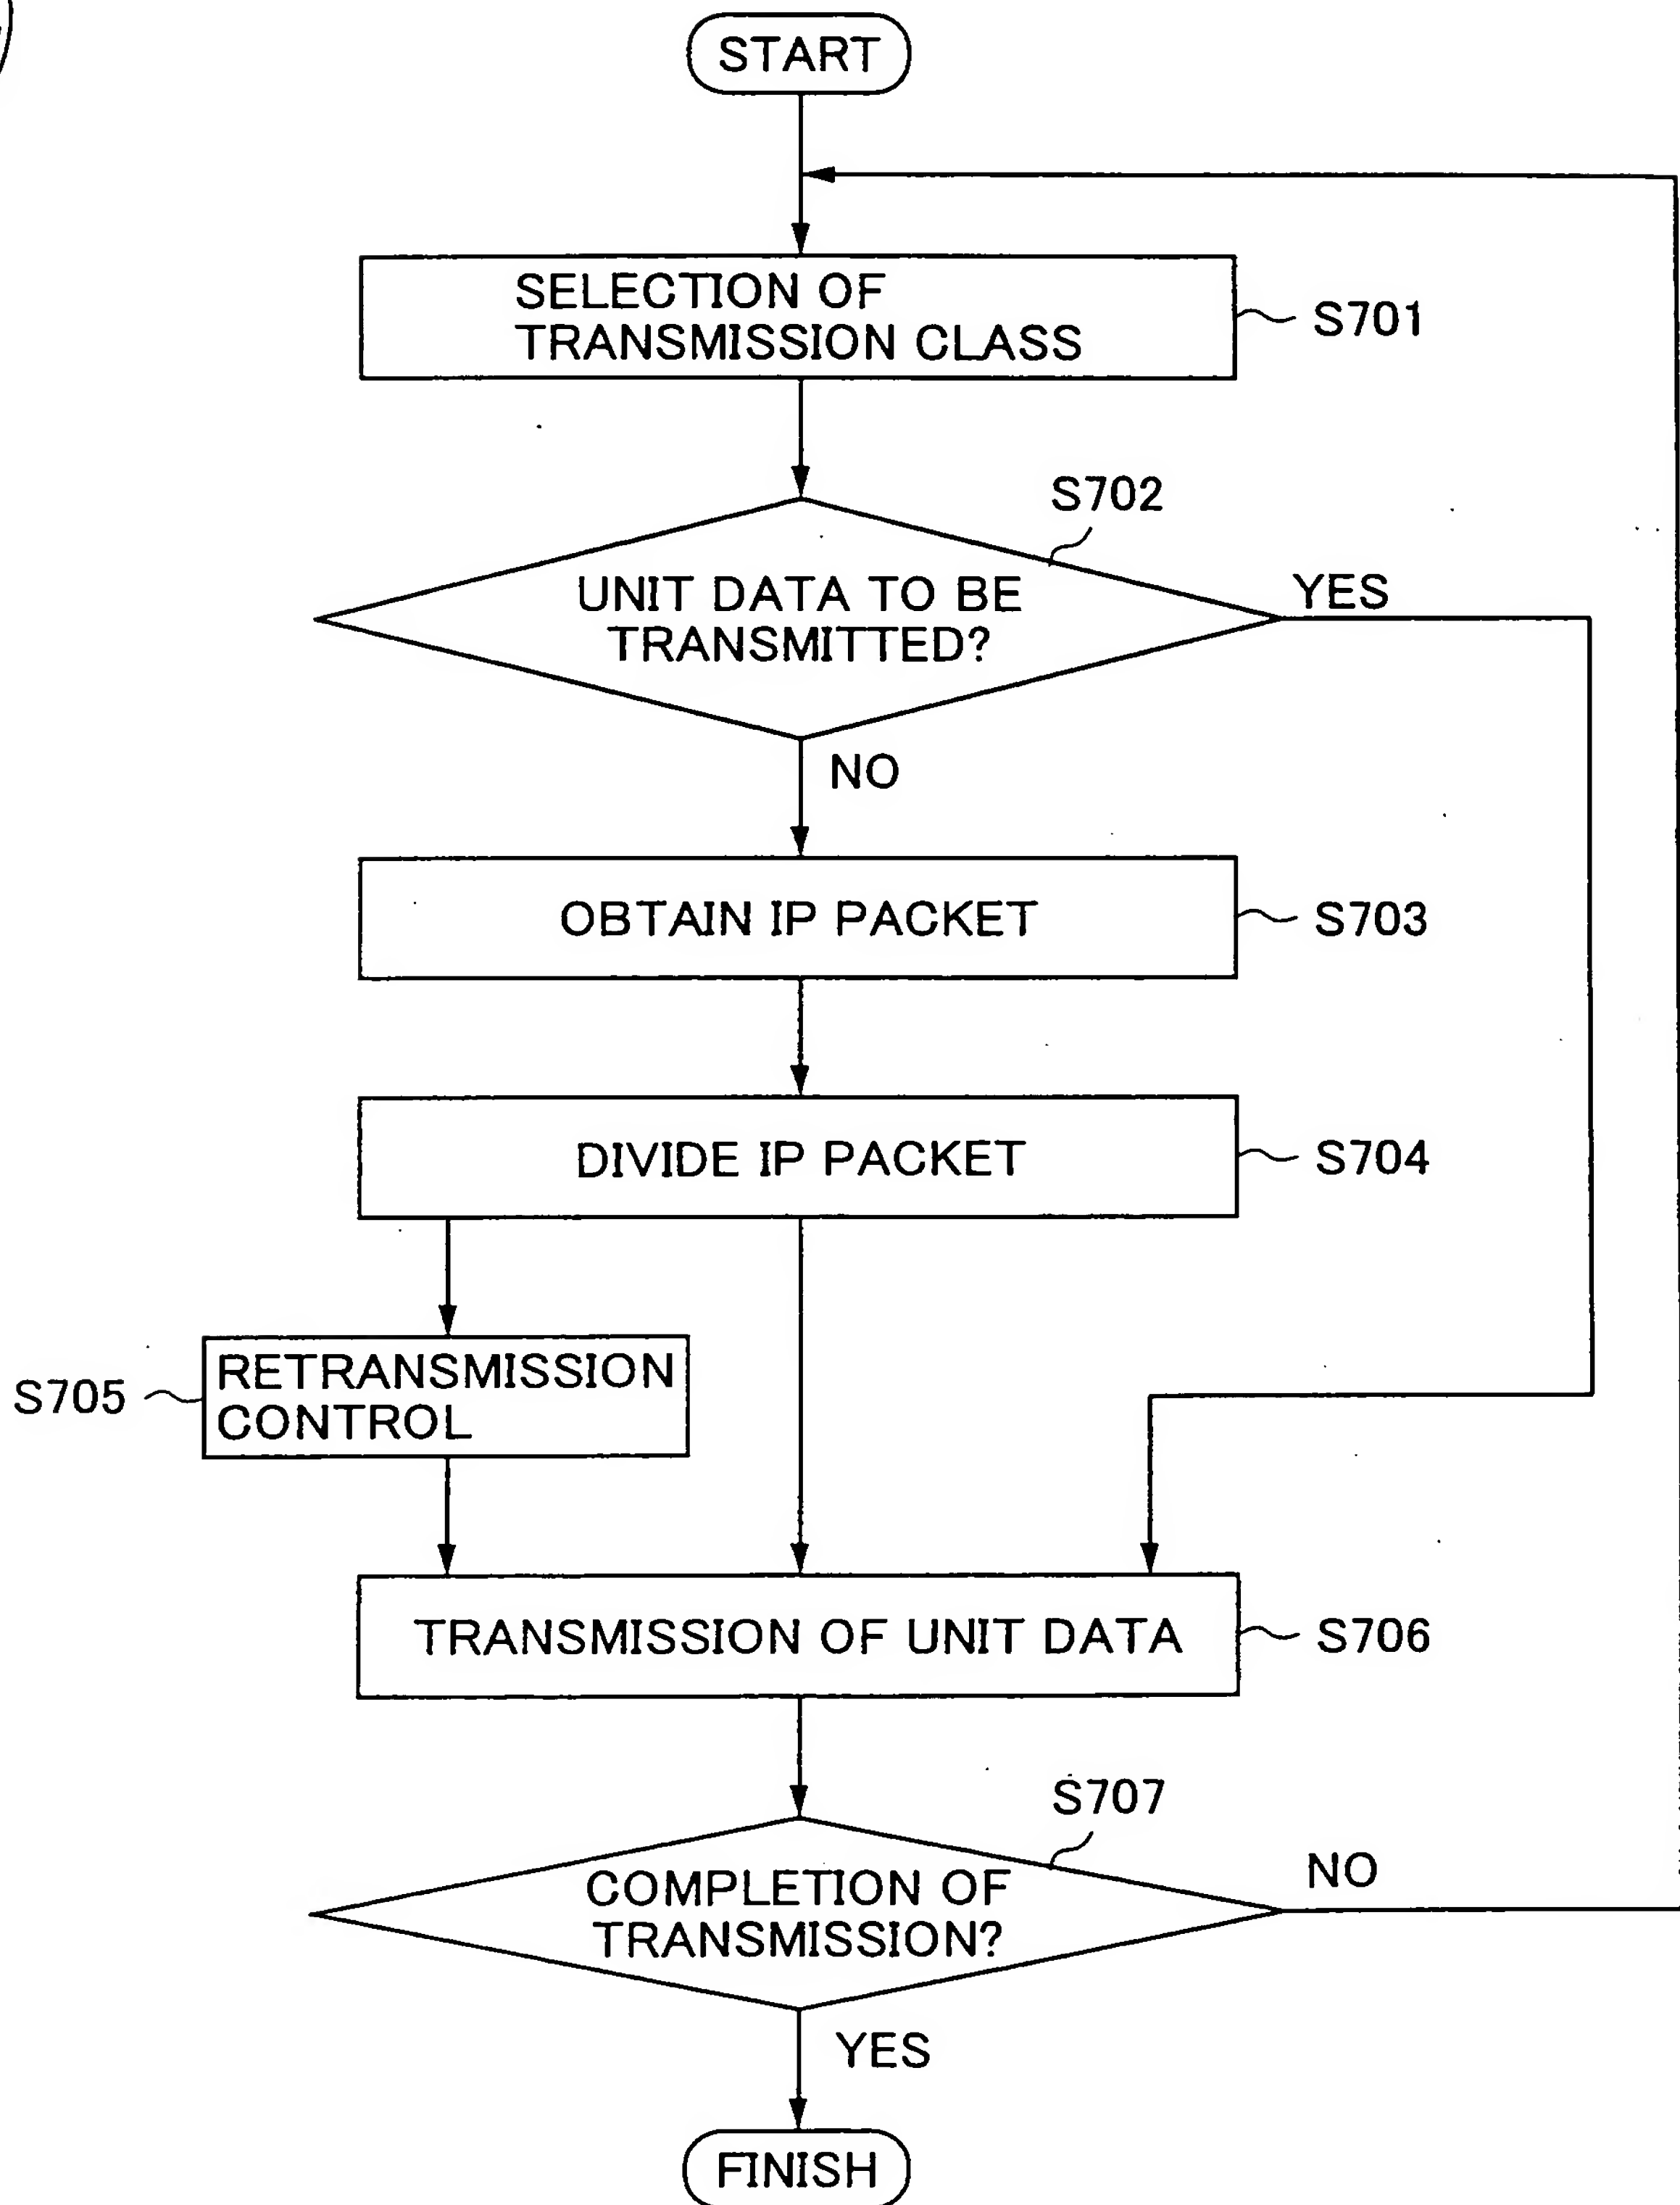 START
SELECTION OF
TRANSMISSION CLASS
S701
S702
UNIT DATA TO BE
TRANSMITTED?
YES
NO
OBTAIN IP PACKET
S703
DIVIDE IP PACKET
S704
S705
RETRANSMISSION
CONTROL
TRANSMISSION OF UNIT DATA
S706
S707
COMPLETION OF
TRANSMISSION?
NO
YES
FINISH